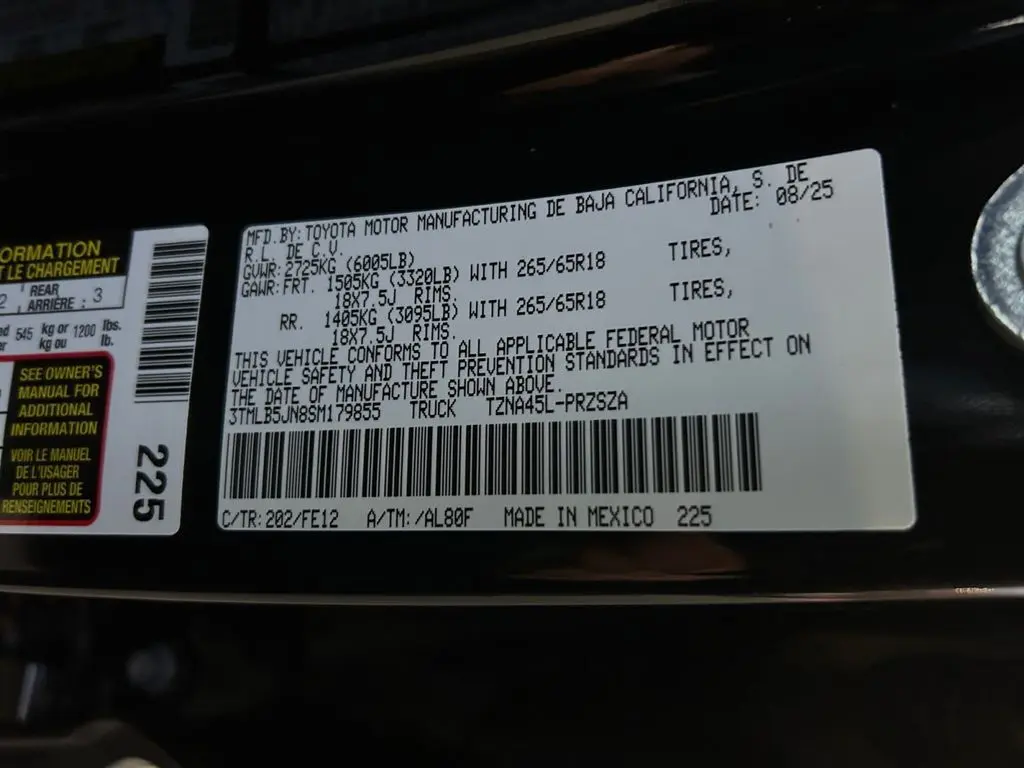 MFD.BY:TOYOTA MOTOR MANUFACTURING DE BAJA CALIFORNIA, S. DE
R.L. DE C.V. DATE: 08/25
GVWR:2725KG (6005LB)
GAWR:FRT. 1505KG (3320LB) WITH 265/65R18 TIRES,
18X7.5J RIMS.
RR. 1405KG (3095LB) WITH 265/65R18 TIRES,
18X7.5J RIMS.
THIS VEHICLE CONFORMS TO ALL APPLICABLE FEDERAL MOTOR
VEHICLE SAFETY AND THEFT PREVENTION STANDARDS IN EFFECT ON
THE DATE OF MANUFACTURE SHOWN ABOVE.
3TMLB5JN8SM179855 TRUCK TZNA45L-PRZSZA
C/TR:202/FE12 A/TM:/AL80F MADE IN MEXICO 225
ORMATION
T LE CHARGEMENT
2 REAR
ARRIÈRE : 3
545 kg or 1200 lbs.
kg ou lb.
SEE OWNER'S
MANUAL FOR
ADDITIONAL
INFORMATION
VOIR LE MANUEL
DE L'USAGER
POUR PLUS DE
RENSEIGNEMENTS
225